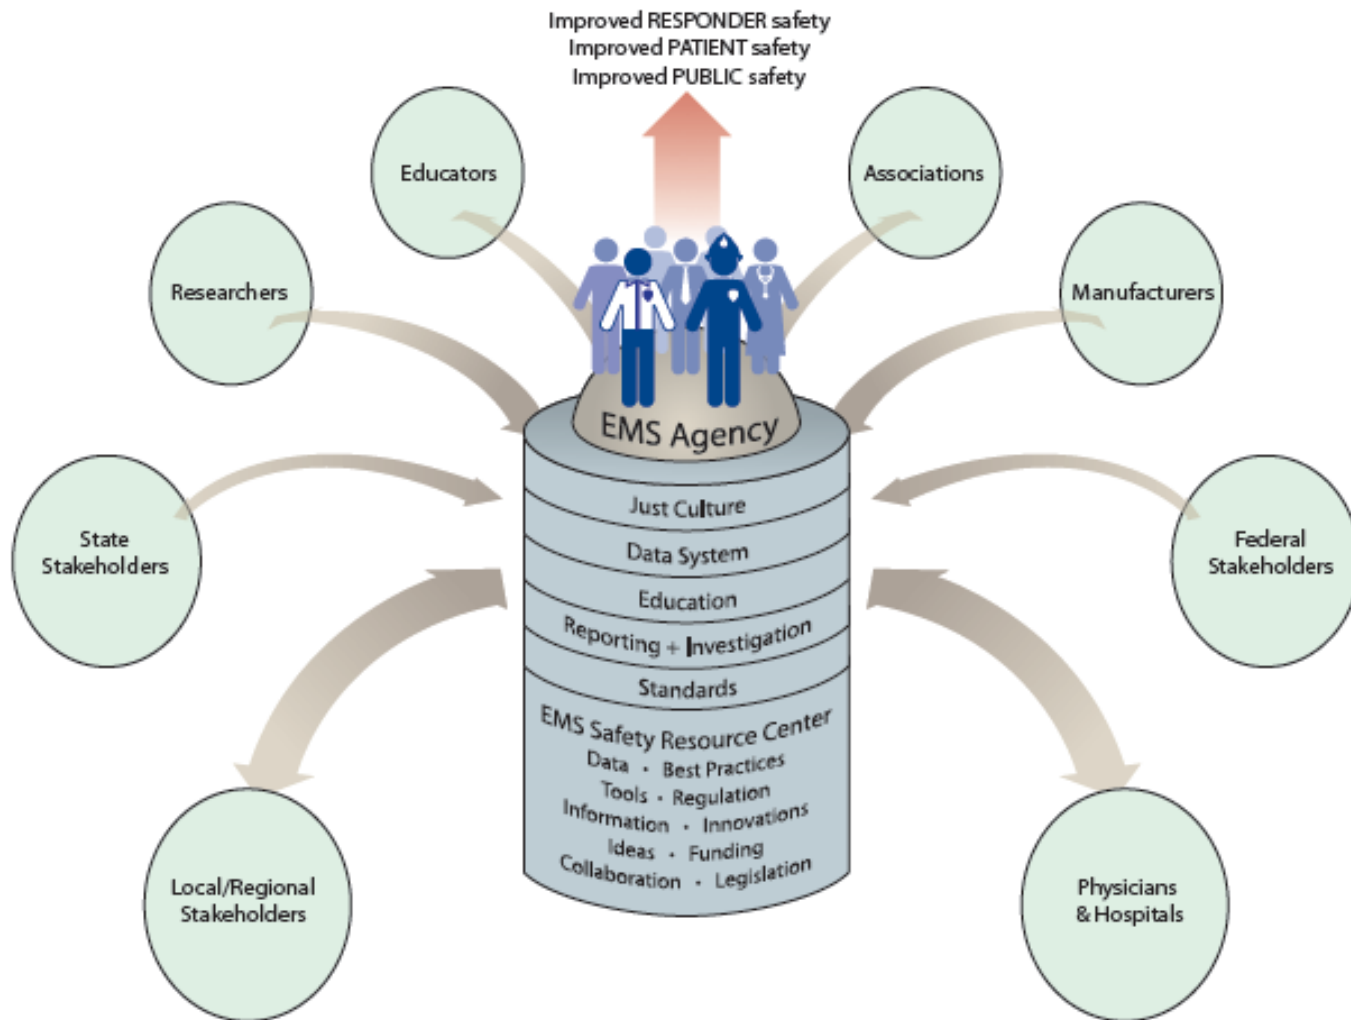 Improved RESPONDER safety
Improved PATIENT safety
Improved PUBLIC safety
Educators
Associations
Researchers
Manufacturers
EMS Agency
Just Culture
Data System
Education
Reporting + Investigation
Standards
EMS Safety Resource Center
Data • Best Practices
Tools • Regulation
Information • Innovations
Ideas • Funding
Collaboration • Legislation
State
Stakeholders
Federal
Stakeholders
Local/Regional
Stakeholders
Physicians
& Hospitals